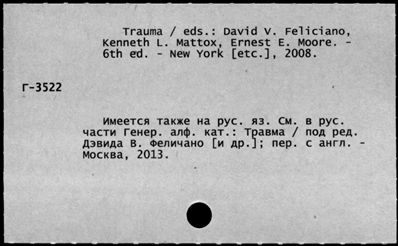 Trauma / eds.: David V. Feliciano,
Kenneth L. Mattox, Ernest E. Moore. -
6th ed. - New York [etc.], 2008.
Г-3522
Имеется также на рус. яз. См. в рус.
части Генер. алф. кат.: Травма / под ред.
Дэвида В. Феличано [и др.]; пер. с англ. -
Москва, 2013.